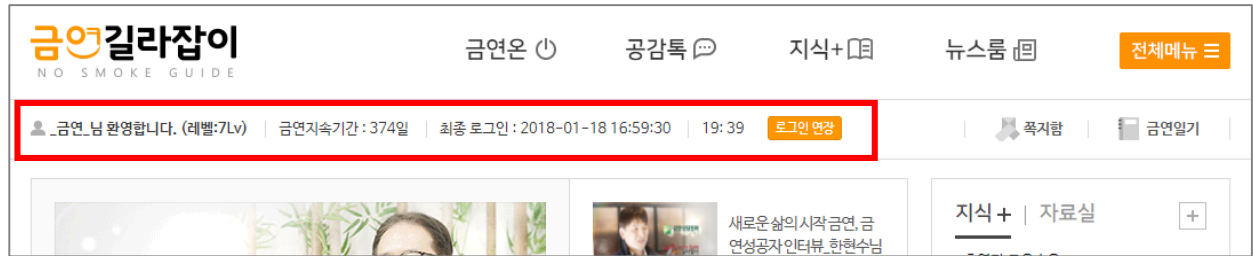 금연길라잡이
NO SMOKE GUIDE
금연온 공감톡 지식+ 뉴스룸 전체메뉴
_금연_님 환영합니다. (레벨:7Lv) 금연지속기간 : 374일 최종 로그인 : 2018-01-18 16:59:30 19: 39 로그인 연장 쪽지함 금연일기
새로운 삶의 시작 금연, 금
연성공자 인터뷰_한현수님
지식 + 자료실 +